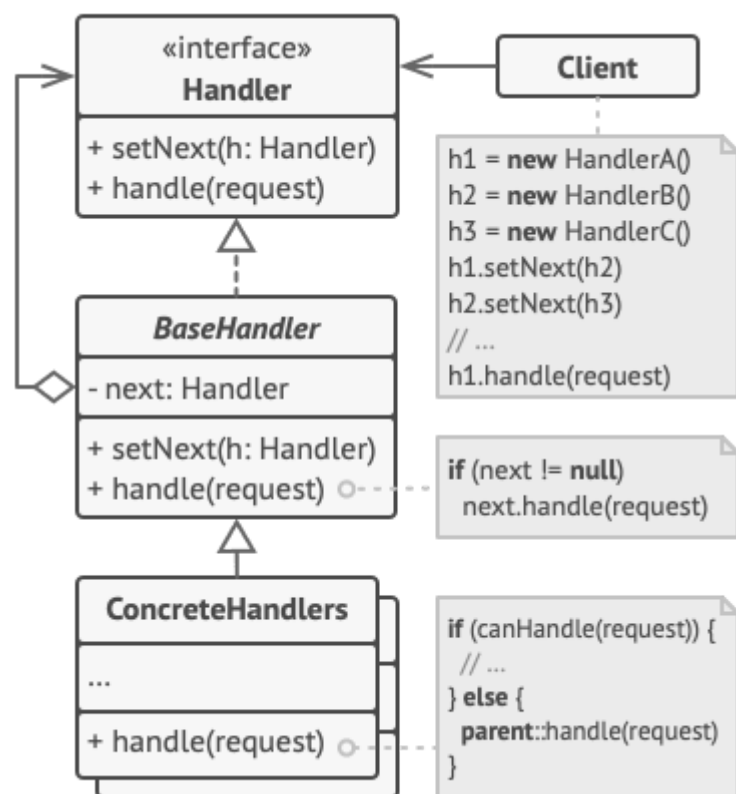 «interface»
Handler
+ setNext(h: Handler)
+ handle(request)
Client
h1 = new HandlerA()
h2 = new HandlerB()
h3 = new HandlerC()
h1.setNext(h2)
h2.setNext(h3)
// ...
h1.handle(request)
BaseHandler
- next: Handler
+ setNext(h: Handler)
+ handle(request)
if (next != null)
next.handle(request)
ConcreteHandlers
...
+ handle(request)
if (canHandle(request)) {
// ...
} else {
parent::handle(request)
}